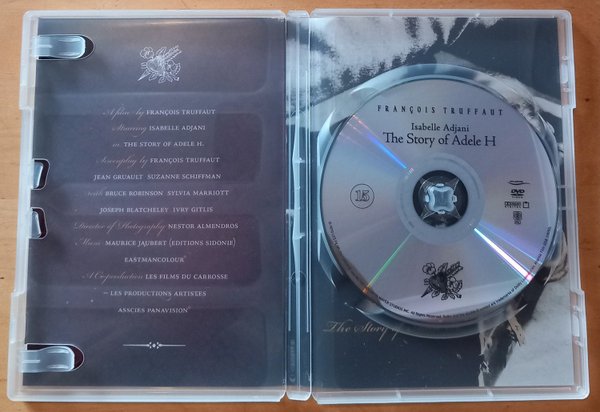 A film by FRANÇOIS TRUFFAUT
Starring ISABELLE ADJANI
in THE STORY OF ADELE H.
Screenplay by FRANÇOIS TRUFFAUT
JEAN GRUAULT SUZANNE SCHIFFMAN
with BRUCE ROBINSON SYLVIA MARRIOTT
JOSEPH BLATCHELEY IVRY GITLIS
Director of Photography NESTOR ALMENDROS
Music MAURICE JAUBERT (EDITIONS SIDONIE)
EASTMANCOLOUR
A Coproduction LES FILMS DU CARROSSE
– LES PRODUCTIONS ARTISTES
ASSCIES PANAVISION
FRANÇOIS TRUFFAUT
Isabelle Adjani
The Story of Adele H
15
DVD
The Story of